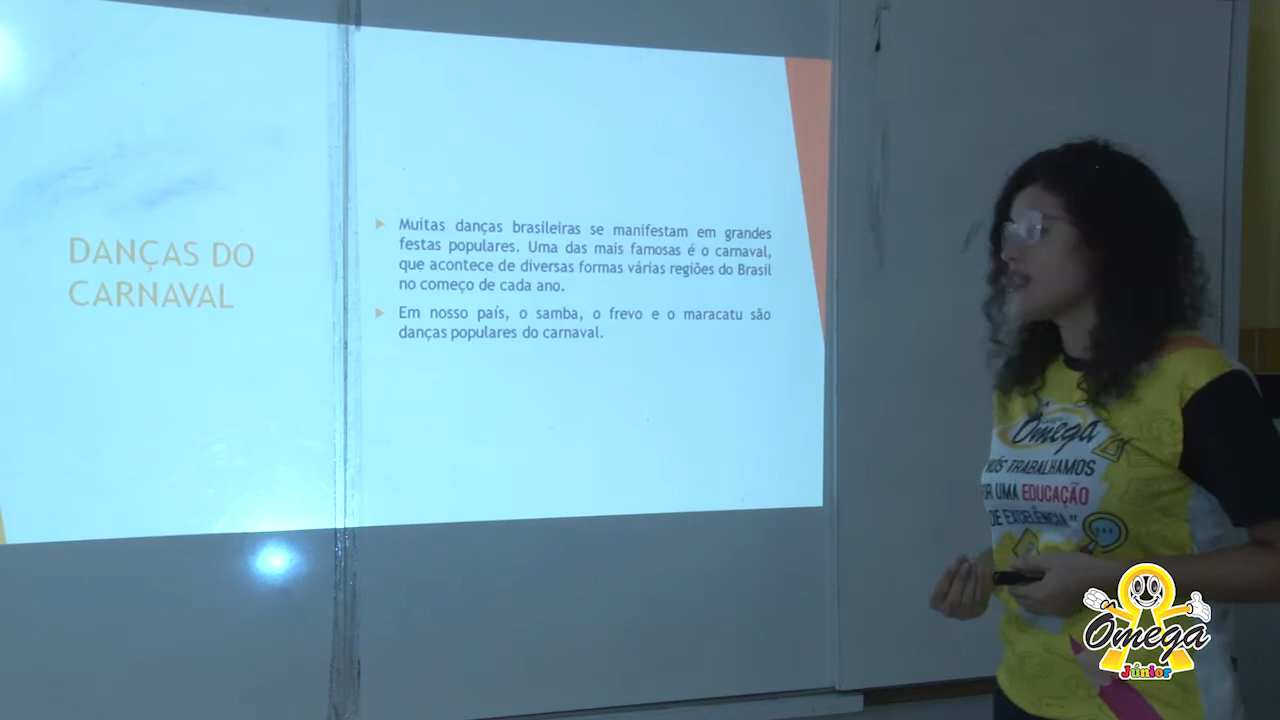 DANÇAS DO
CARNAVAL
Muitas danças brasileiras se manifestam em grandes
festas populares. Uma das mais famosas é o carnaval,
que acontece de diversas formas várias regiões do Brasil
no começo de cada ano.
Em nosso país, o samba, o frevo e o maracatu são
danças populares do carnaval.
Ômega
NÓS TRABALHAMOS
UMA EDUCAÇÃO
DE EXCELÊNCIA"
Ômega
Júnior